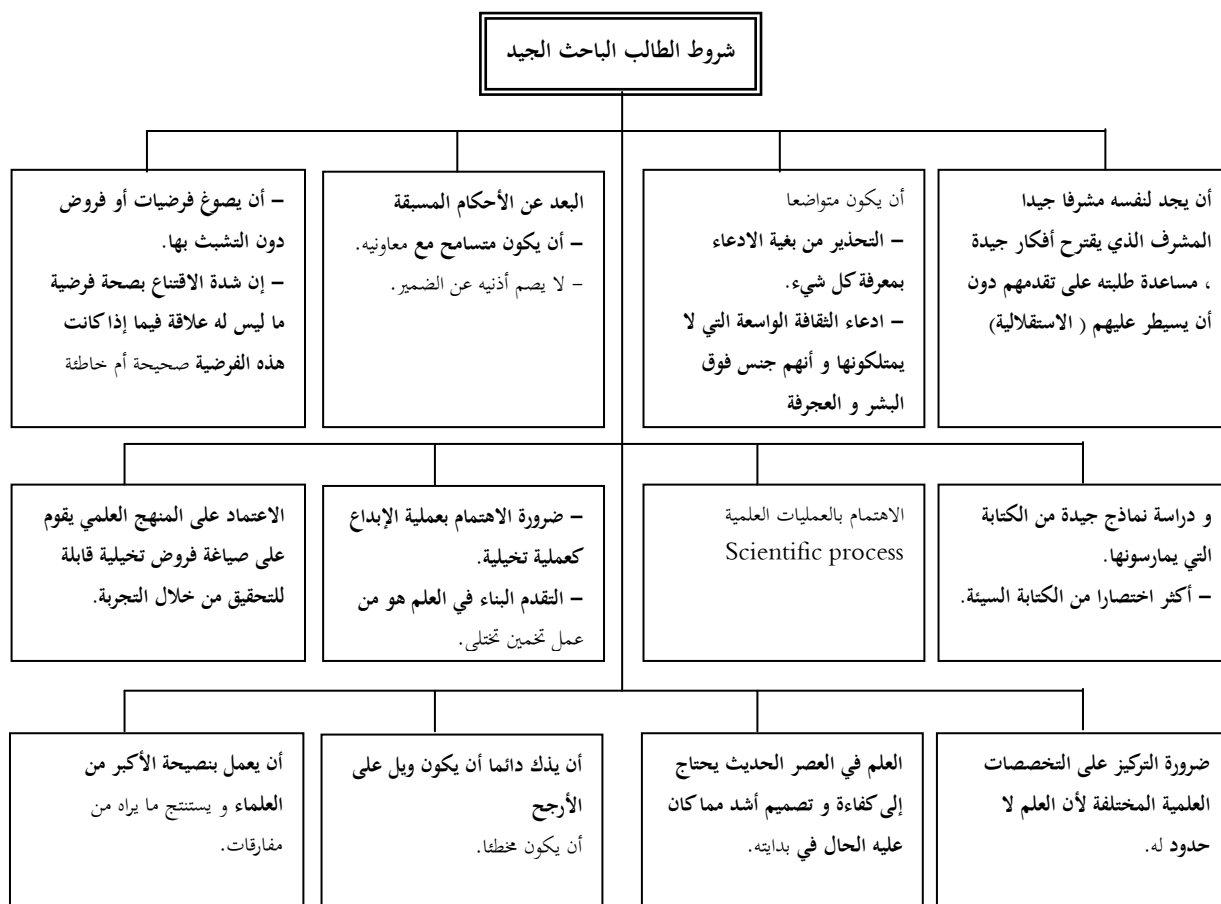 شروط الطالب الباحث الجيد
أن يجد لنفسه مشرفا جيدا
المشرف الذي يقترح أفكار جيدة
، مساعدة طلبته على تقدمهم دون
أن يسيطر عليهم ( الاستقلالية)
أن يكون متواضعا
– التحذير من بغية الادعاء
بمعرفة كل شيء.
– ادعاء الثقافة الواسعة التي لا
يمتلكونها و أنهم جنس فوق
البشر و العجرفة
البعد عن الأحكام المسبقة
– أن يكون متسامح مع معاونيه.
- لا يصم أذنيه عن الضمير.
– أن يصوغ فرضيات أو فروض
دون التشبث بها.
– إن شدة الاقتناع بصحة فرضية
ما ليس له علاقة فيما إذا كانت
هذه الفرضية صحيحة أم خاطئة
و دراسة نماذج جيدة من الكتابة
التي يمارسونها.
– أكثر اختصارا من الكتابة السيئة.
الاهتمام بالعمليات العلمية
Scientific process
– ضرورة الاهتمام بعملية الإبداع
كعملية تخيلية.
– التقدم البناء في العلم هو من
عمل تخمين تختلى.
الاعتماد على المنهج العلمي يقوم
على صياغة فروض تخيلية قابلة
للتحقيق من خلال التجربة.
ضرورة التركيز على التخصصات
العلمية المختلفة لأن العلم لا
حدود له.
العلم في العصر الحديث يحتاج
إلى كفاءة و تصميم أشد مما كان
عليه الحال في بدايته.
أن يذك دائما أن يكون ويل على
الأرجح
أن يكون مخطئا.
أن يعمل بنصيحة الأكبر من
العلماء و يستنتج ما يراه من
مفارقات.